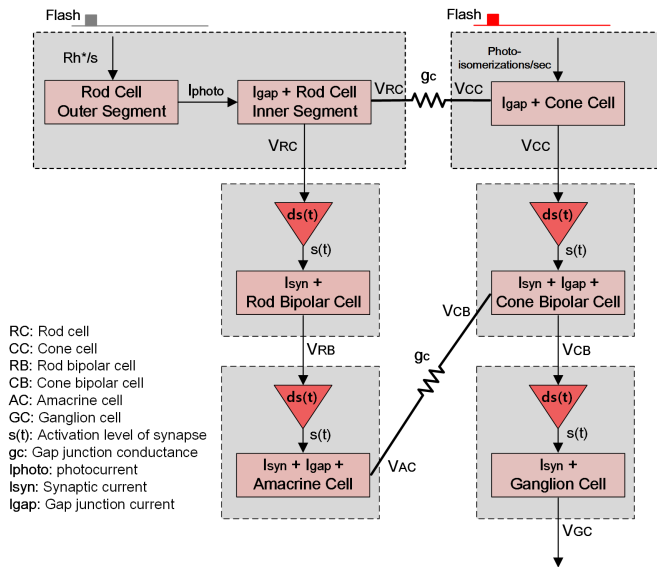 Flash
Flash
Rh*/s
Photo-
isomerizations/sec
Rod Cell
Outer Segment
Iphoto
Igap + Rod Cell
Inner Segment
VRC
gc
VCC
Igap + Cone Cell
VRC
VCC
ds(t)
s(t)
ds(t)
s(t)
Isyn +
Rod Bipolar Cell
Isyn + Igap +
Cone Bipolar Cell
VCB
VRB
VCB
gc
ds(t)
s(t)
ds(t)
s(t)
Isyn + Igap +
Amacrine Cell
VAC
Isyn +
Ganglion Cell
VGC
RC: Rod cell
CC: Cone cell
RB: Rod bipolar cell
CB: Cone bipolar cell
AC: Amacrine cell
GC: Ganglion cell
s(t): Activation level of synapse
gc: Gap junction conductance
Iphoto: photocurrent
Isyn: Synaptic current
Igap: Gap junction current